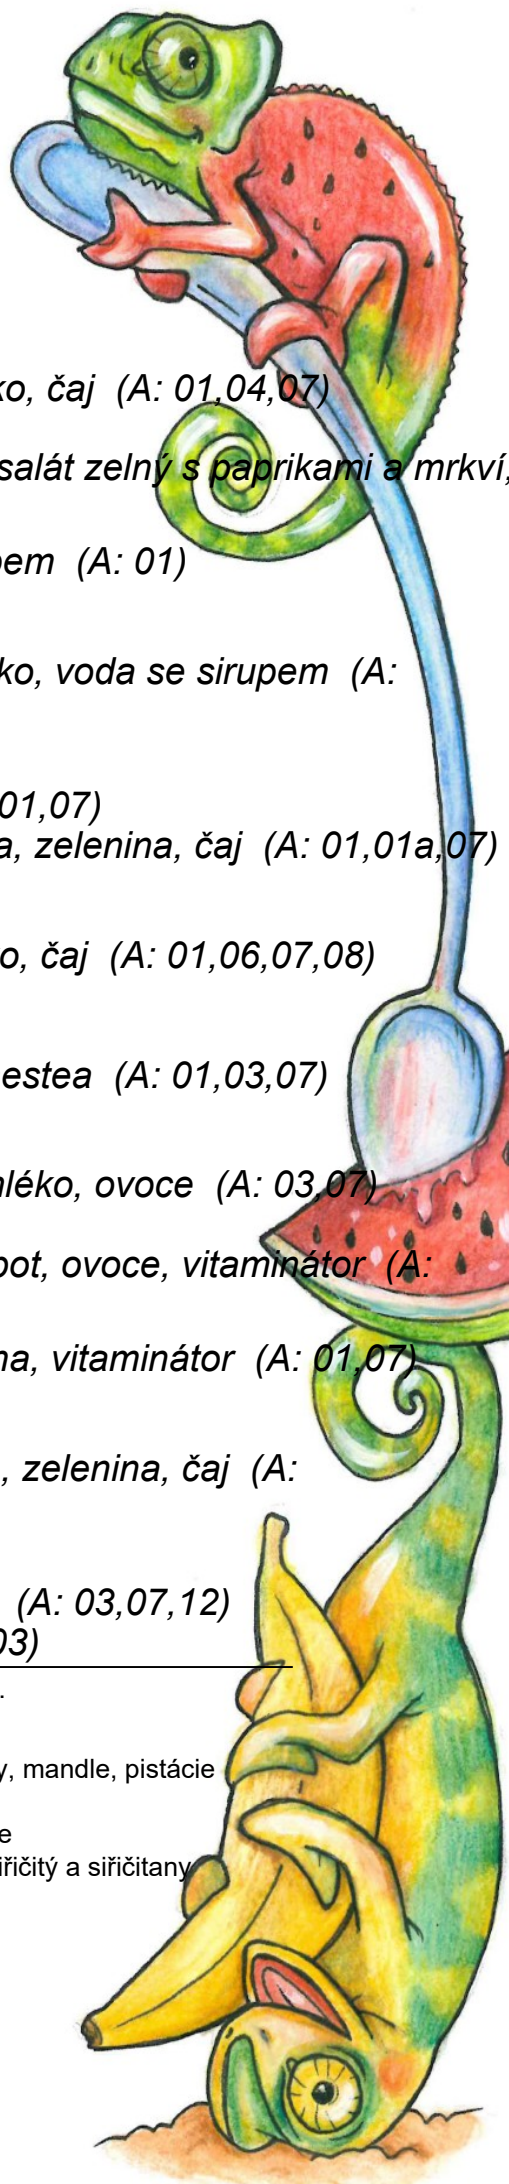 ko, čaj (A: 01,04,07)
salát zelný s paprikami a mrkví,
pem (A: 01)
ko, voda se sirupem (A:
01,07)
a, zelenina, čaj (A: 01,01a,07)
o, čaj (A: 01,06,07,08)
estea (A: 01,03,07)
mléko, ovoce (A: 03,07)
pot, ovoce, vitaminátor (A:
na, vitaminátor (A: 01,07)
, zelenina, čaj (A:
(A: 03,07,12)
03)
.
y, mandle, pistácie
e
iřičitý a siřičitany